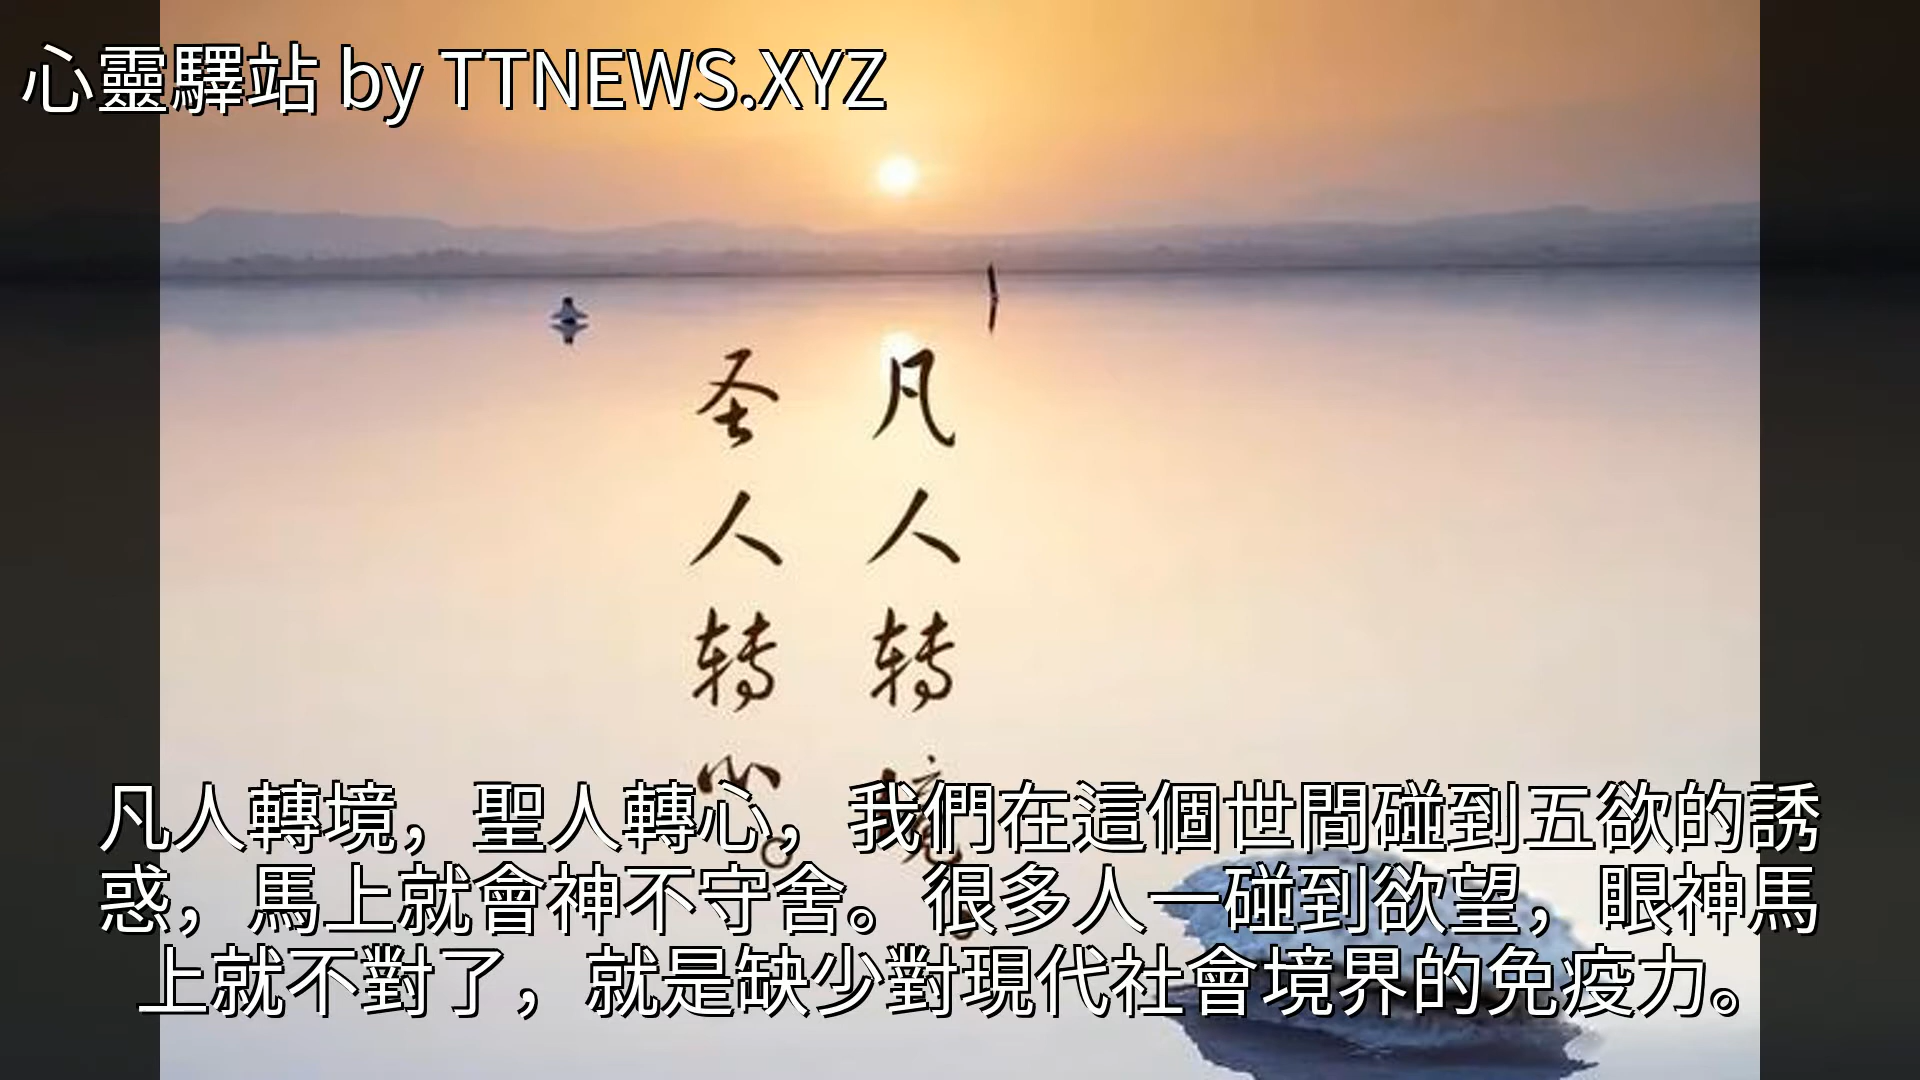 心靈驛站 by TTNEWS.XYZ
凡人转境。
圣人转心。
凡人轉境，聖人轉心，我們在這個世間碰到五欲的誘
惑，馬上就會神不守舍。很多人一碰到欲望，眼神馬
上就不對了，就是缺少對現代社會境界的免疫力。